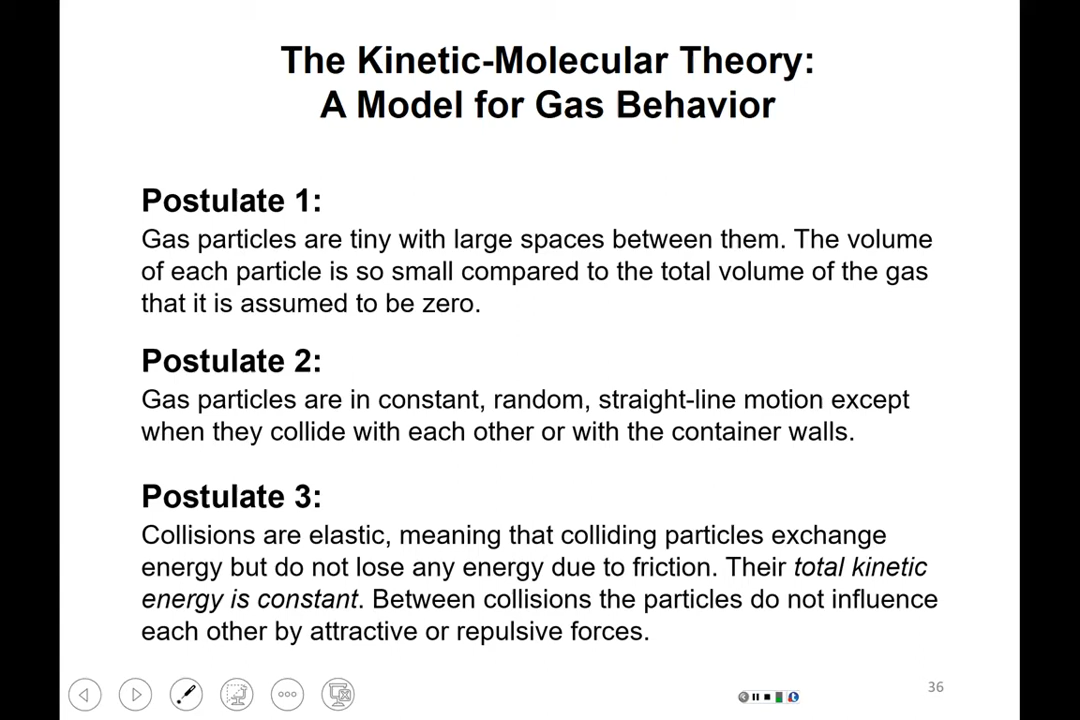 The Kinetic-Molecular Theory:
A Model for Gas Behavior
Postulate 1:
Gas particles are tiny with large spaces between them. The volume
of each particle is so small compared to the total volume of the gas
that it is assumed to be zero.
Postulate 2:
Gas particles are in constant, random, straight-line motion except
when they collide with each other or with the container walls.
Postulate 3:
Collisions are elastic, meaning that colliding particles exchange
energy but do not lose any energy due to friction. Their total kinetic
energy is constant. Between collisions the particles do not influence
each other by attractive or repulsive forces.
36